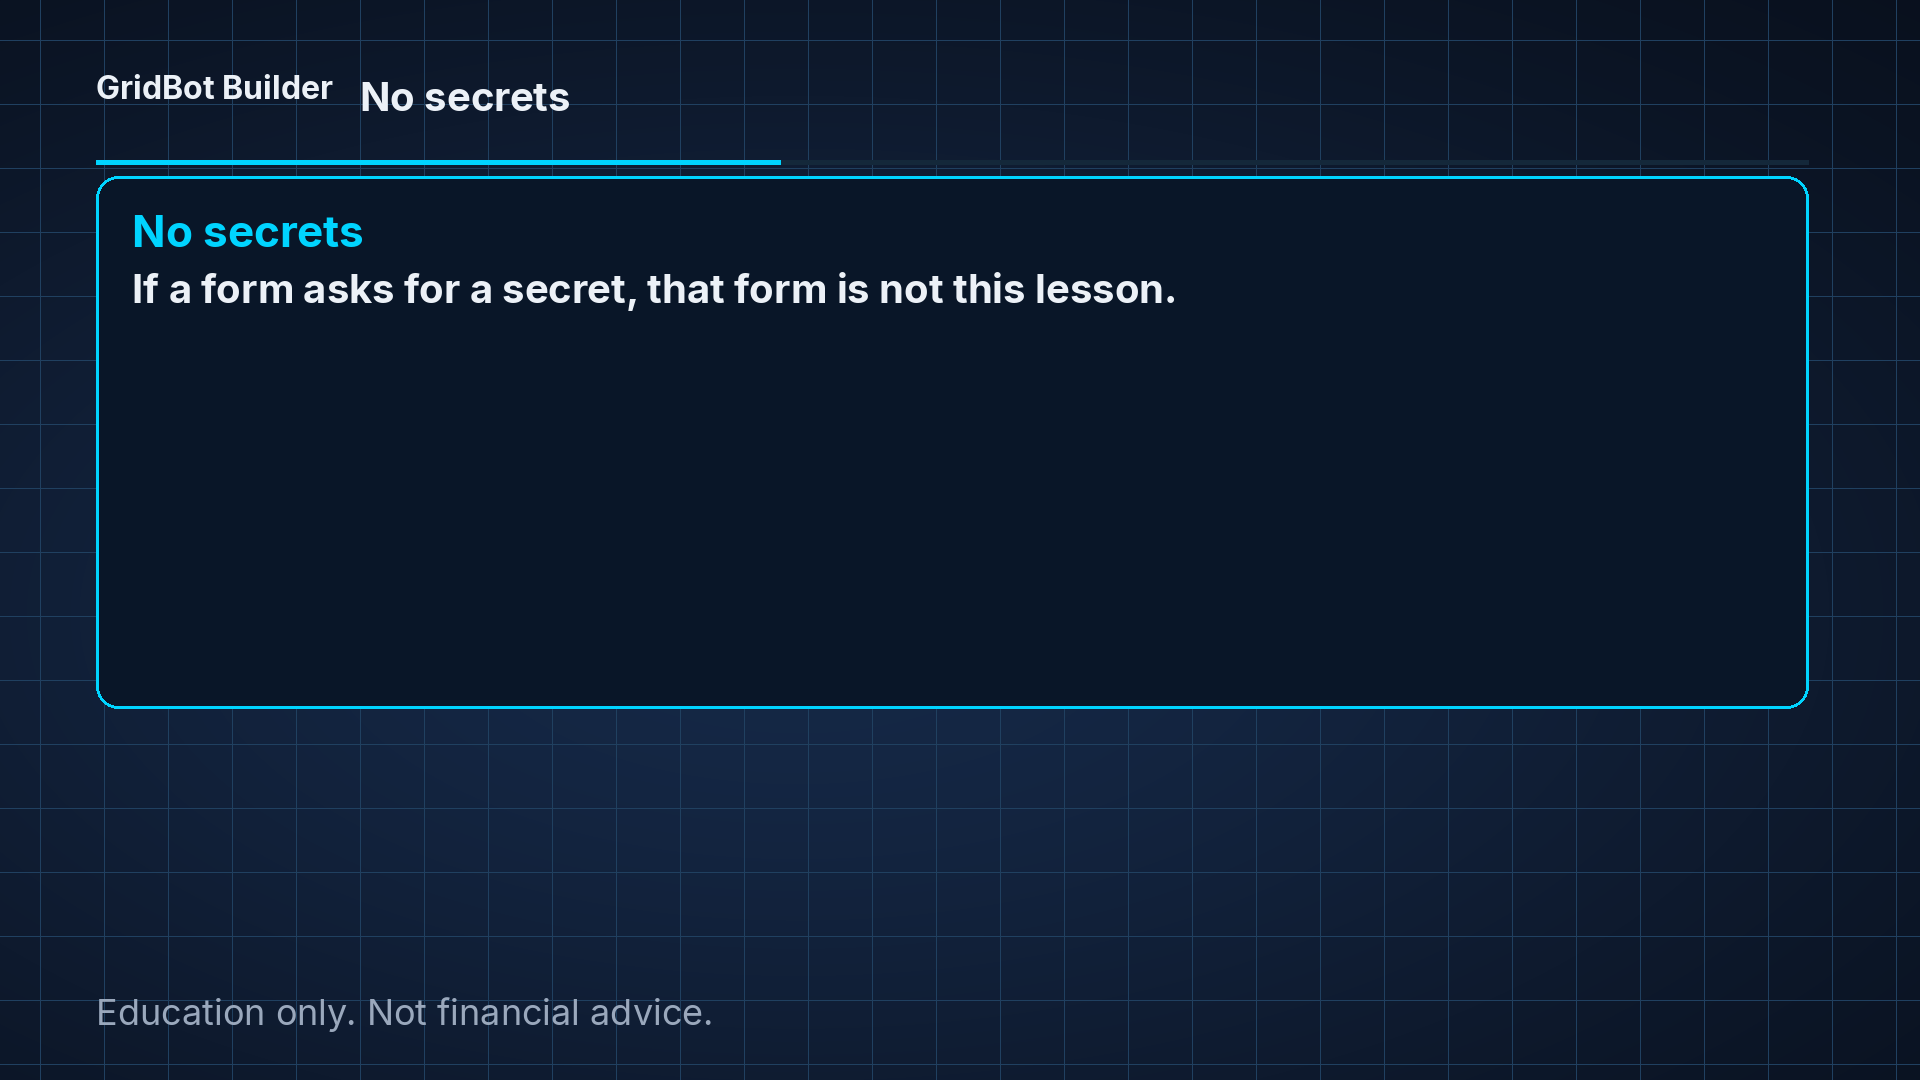 GridBot Builder
No secrets
No secrets
If a form asks for a secret, that form is not this lesson.
Education only. Not financial advice.